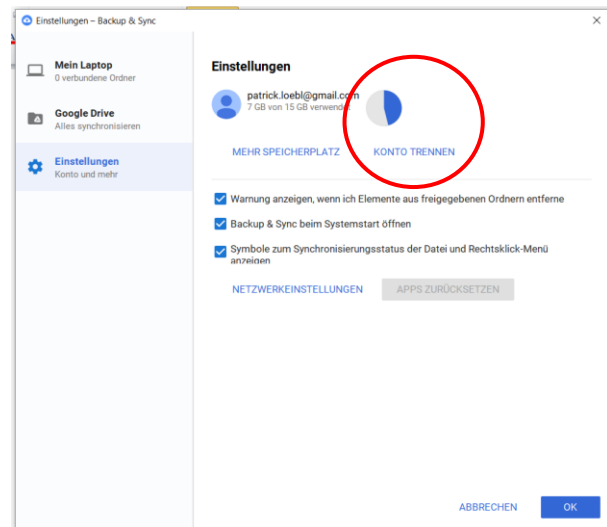 Einstellungen – Backup & Sync
Mein Laptop
0 verbundene Ordner
Google Drive
Alles synchronisieren
Einstellungen
Konto und mehr
Einstellungen
patrick.loebl@gmail.com
7 GB von 15 GB verwendet
MEHR SPEICHERPLATZ
KONTO TRENNEN
Warnung anzeigen, wenn ich Elemente aus freigegebenen Ordnern entferne
Backup & Sync beim Systemstart öffnen
Symbole zum Synchronisierungsstatus der Datei und Rechtsklick-Menü
anzeigen
NETZWERKEINSTELLUNGEN
APPS ZURÜCKSETZEN
ABBRECHEN
OK